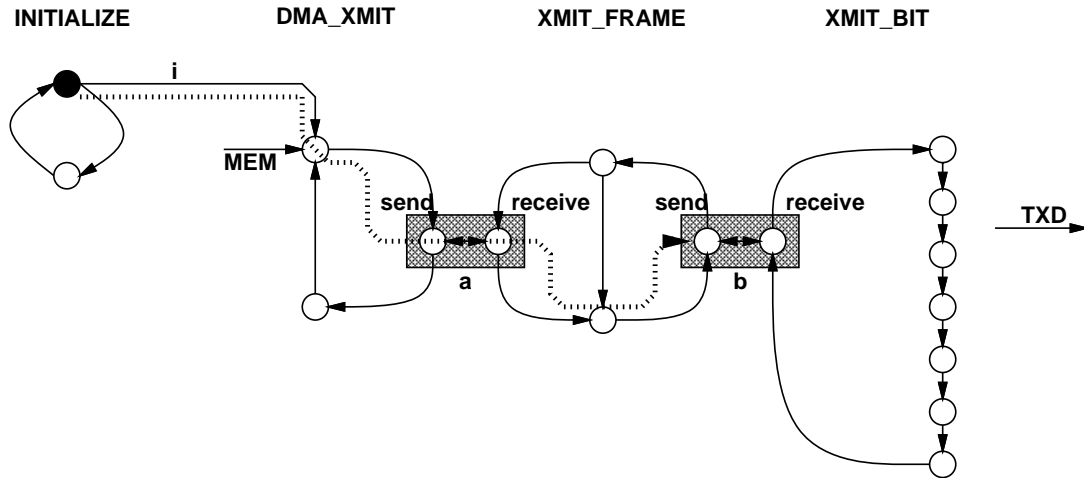 INITIALIZE DMA_XMIT XMIT_FRAME XMIT_BIT
i
MEM
send receive send receive
TXD
a b